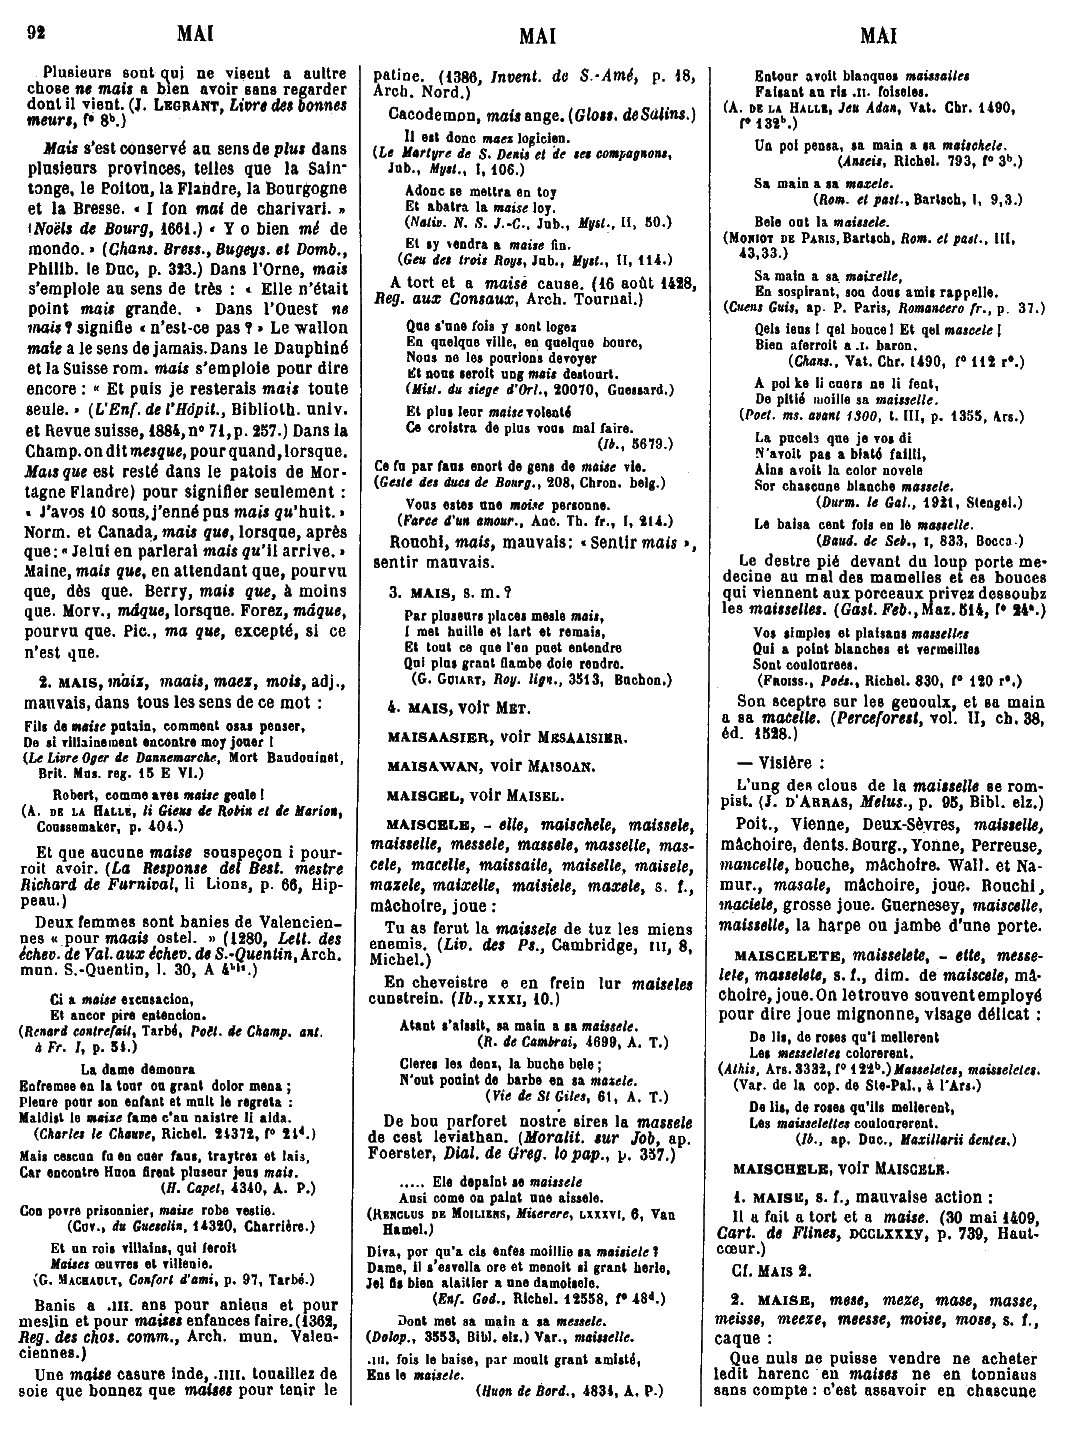 92 MAI MAI MAI
Plusieurs sont qui ne visent a aultre
chose ne mais a bien avoir sans regarder
dont il vient. (J. LEGRANT, Livre des bonnes
meurs, f° 8b.)
Mais s'est conservé au sens de plus dans
plusieurs provinces, telles que la Sain-
tonge, le Poitou, la Flandre, la Bourgogne
et la Bresse. « I fon mai de charivari. »
(Noëls de Bourg, 1661.) « Y o bien mé de
mondo. » (Chans. Bress., Bugeys. et Domb.,
Philib. le Duc, p. 323.) Dans l'Orne, mais
s'emploie au sens de très : « Elle n'était
point mais grande. » Dans l'Ouest ne
mais? signifie « n'est-ce pas ? » Le wallon
maie a le sens de jamais. Dans le Dauphiné
et la Suisse rom. mais s'emploie pour dire
encore : « Et puis je resterais mais toute
seule. » (L'Enf. de l'Hôpit., Biblioth. univ.
et Revue suisse, 1884, n° 71, p. 257.) Dans la
Champ. on dit mesque, pour quand, lorsque.
Mais que est resté dans le patois de Mor-
tagne Flandre) pour signifier seulement :
« J'avos 10 sous, j'enné pus mais qu'huit. »
Norm. et Canada, mais que, lorsque, après
que : « Je lui en parlerai mais qu'il arrive. »
Maine, mais que, en attendant que, pourvu
que, dès que. Berry, mais que, à moins
que. Morv., mâque, lorsque. Forez, mâque,
pourvu que. Pic., ma que, excepté, si ce
n'est que.
2. MAIS, maiz, maais, maez, mois, adj.,
mauvais, dans tous les sens de ce mot :
Fils de maise putain, comment osas penser,
De si villainement encontre moy jouer !
(Le Livre Oger de Dannemarche, Mort Baudouinet,
Brit. Mus. reg. 15 E VI.)
Robert, comme aves maise geule !
(A. DE LA HALLE, li Gieus de Robin et de Marion,
Coussemaker, p. 404.)
Et que aucune maise souspeçon i pour-
roit avoir. (La Response del Best. mestre
Richard de Furnival, li Lions, p. 66, Hip-
peau.)
Deux femmes sont banies de Valencien-
nes « pour maais ostel. » (1280, Lett. des
échev. de Val. aux échev. de S.-Quentin, Arch.
mun. S.-Quentin, l. 30, A 4bis.)
Ci a maise excusacion,
Et ancor pire entencion.
(Renard contrefait, Tarbé, Poët. de Champ. ant.
à Fr. I, p. 51.)
La dame demoura
Enfremee en la tour ou grant dolor mena ;
Pleure pour son enfant et mult le regreta :
Maldist le maise fame c'au naistre li aida.
(Charles le Chauve, Richel. 24372, f° 21d.)
Mais cescun fu en cuer faus, traytres et lais,
Car encontre Huon firent pluseur jeus mais.
(H. Capet, 4340, A. P.)
Con povre prisonnier, maise robe vestie.
(CUV., du Guesclin, 14320, Charrière.)
Et un rois villains, qui feroit
Maises œuvres et villenie.
(G. MACHAULT, Confort d'ami, p. 97, Tarbé.)
Banis a .III. ans pour aniens et pour
meslin et pour maises enfances faire. (1362,
Reg. des chos. comm., Arch. mun. Valen-
ciennes.)
Une maise casure inde, .IIII. touailles de
soie que bonnez que maises pour tenir le
patine. (1386, Invent. de S.-Amé, p. 18,
Arch. Nord.)
Cacodemon, mais ange. (Gloss. de Salins.)
Il est donc maez logicien.
(Le Martyre de S. Denis et de ses compagnons,
Jub., Myst., I, 106.)
Adonc se mettra en toy
Et abatra la maise loy.
(Nativ. N. S. J.-C., Jub., Myst., II, 50.)
Et sy vendra a maise fin.
(Geu des trois Roys, Jub., Myst., II, 114.)
A tort et a maise cause. (16 août 1428,
Reg. aux Consaux, Arch. Tournai.)
Que s'une fois y sont logez
En quelque ville, en quelque bourc,
Nous ne les pourions devoyer
Et nous seroit ung mais destourt.
(Mist. du siege d'Orl., 20070, Guessard.)
Et plus leur maise volenté
Ce croistra de plus vous mal faire.
(Ib., 5679.)
Ce fu par faus enort de gens de maise vie.
(Geste des ducs de Bourg., 208, Chron. belg.)
Vous estes une moise personne.
(Farce d'un amour., Anc. Th. fr., I, 214.)
Rouchi, mais, mauvais : « Sentir mais »,
sentir mauvais.
3. MAIS, s. m. ?
Par pluseurs places mesle mais,
I met huille et lart et remais,
Et tout ce que l'en puet entendre
Qui plus grant flambe doie rendre.
(G. GUIART, Roy. lign., 3513, Buchon.)
4. MAIS, voir MET.
MAISAASIER, voir MESAAISIER.
MAISAWAN, voir MAISOAN.
MAISCEL, voir MAISEL.
MAISCELE, - elle, maischele, maissele,
maisselle, messele, massele, masselle, mas-
cele, macelle, maissaile, maiselle, maisele,
mazele, maixelle, maisiele, maxele, s. f.,
mâchoire, joue :
Tu as ferut la maissele de tuz les miens
enemis. (Liv. des Ps., Cambridge, III, 8,
Michel.)
En cheveistre e en frein lur maiseles
cunstrein. (Ib., XXXI, 10.)
Atant s'assit, sa main a sa maissele.
(R. de Cambrai, 4699, A. T.)
Cleres les denz, la buche bele ;
N'out pouint de barbe en sa maxele.
(Vie de St Giles, 61, A. T.)
De bou parforet nostre sires la massele
de cest leviathan. (Moralit. sur Job, ap.
Foerster, Dial. de Greg. lo pap., p. 357.)
..... Ele depaint se maissele
Ausi come on paint une aissele.
(RENCLUS DE MOILIENS, Miserere, LXXXVI, 6, Van
Hamel.)
Diva, por qu'a cis enfes moillie sa maisiele ?
Dame, il s'esvella ore et menoit si grant berle,
Jel fis bien alaitier a une damoisele.
(Enf. God., Richel. 12558, f° 48d.)
Dont met sa main a sa messele.
(Dolop., 3553, Bibl. elz.) Var., maisselle.
.III. fois le baise, par moult grant amisté,
Ens le maisele.
(Huon de Bord., 4834, A. P.)
Entour avoit blanques maissailes
Faisant au ris .II. foiseles.
(A. DE LA HALLE, Jeu Adan, Vat. Chr. 1490,
f° 132b.)
Un poi pensa, sa main a sa maischele.
(Anseis, Richel. 793, f° 3b.)
Sa main a sa maxele.
(Rom. et past., Bartsch, I, 9,3.)
Bele out la maissele.
(MONIOT DE PARIS, Bartsch, Rom. et past., III,
43,33.)
Sa main a sa maixelle,
En sospirant, son dous amis rappelle.
(Cuens Guis, ap. P. Paris, Romancero fr., p. 37.)
Qels iens ! qel bouce ! Et qel mascele !
Bien aferroit a .I. baron.
(Chans., Vat. Chr. 1490, f° 112 r°.)
A poi ke li cuers ne li fent,
De pitié moille sa maisselle.
(Poet. ms. avant 1300, t. III, p. 1355, Ars.)
La pucele que je vos di
N'avoit pas a biaté failli,
Ains avoit la color novele
Sor chascune blanche massele.
(Durm. le Gal., 1921, Stengel.)
Le baisa cent fois en le masselle.
(Baud. de Seb., I, 833, Bocca.)
Le destre pié devant du loup porte me-
decine au mal des mamelles et es bouces
qui viennent aux porceaux privez dessoubz
les maisselles. (Gast. Feb., Maz. 514, f° 24a.)
Vos simples et plaisans masselles
Qui a point blanches et vermeilles
Sont coulourees.
(FROISS., Poés., Richel. 830, f° 120 r°.)
Son sceptre sur les genoulx, et sa main
a sa macelle. (Perceforest, vol. II, ch. 38,
éd. 1528.)
— Visière :
L'ung des clous de la maisselle se rom-
pist. (J. D'ARRAS, Melus., p. 95, Bibl. elz.)
Poit., Vienne, Deux-Sèvres, maisselle,
mâchoire, dents. Bourg., Yonne, Perreuse,
mancelle, bouche, mâchoire. Wall. et Na-
mur., masale, mâchoire, joue. Rouchi,
maciele, grosse joue. Guernesey, maiscelle,
maisselle, la harpe ou jambe d'une porte.
MAISCELETE, maisselete, - ette, messe-
lete, masselete, s. f., dim. de maiscele, mâ-
choire, joue. On le trouve souvent employé
pour dire joue mignonne, visage délicat :
De lis, de roses qu'i mellerent
Les messeletes colorerent.
(Athis, Ars. 3332, f° 122b.) Masseletes, maisseletes.
(Var. de la cop. de Ste-Pal., à l'Ars.)
De lis, de roses qu'ils mellerent,
Les maisselettes coulourerent.
(Ib., ap. Duc., Maxillarii dentes.)
MAISCHELE, voir MAISCELE.
1. MAISE, s. f., mauvaise action :
Il a fait a tort et a maise. (30 mai 1409,
Cart. de Flines, DCCLXXXV, p. 739, Haut-
cœur.)
Cf. MAIS 2.
2. MAISE, mese, meze, mase, masse,
meisse, meeze, meesse, moise, mose, s. f.,
caque :
Que nuls ne puisse vendre ne acheter
ledit harenc en maises ne en tonniaus
sans compte : c'est assavoir en chascune